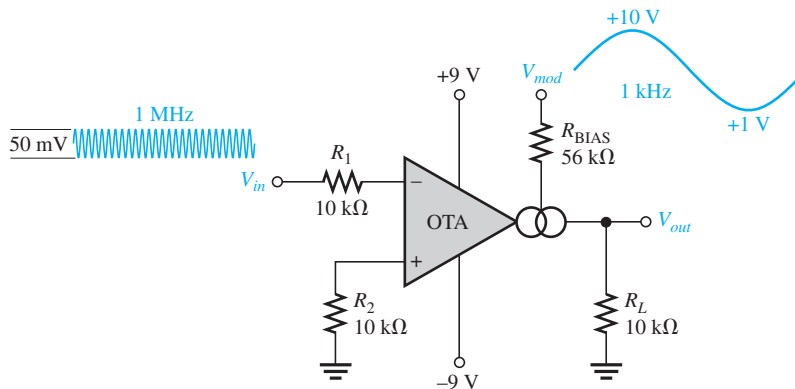 +10 V
+9 V
V_mod
1 kHz
1 MHz
+1 V
50 mV
R_BIAS
56 kΩ
R_1
V_in
10 kΩ
–
OTA
V_out
+
R_2
10 kΩ
R_L
10 kΩ
–9 V